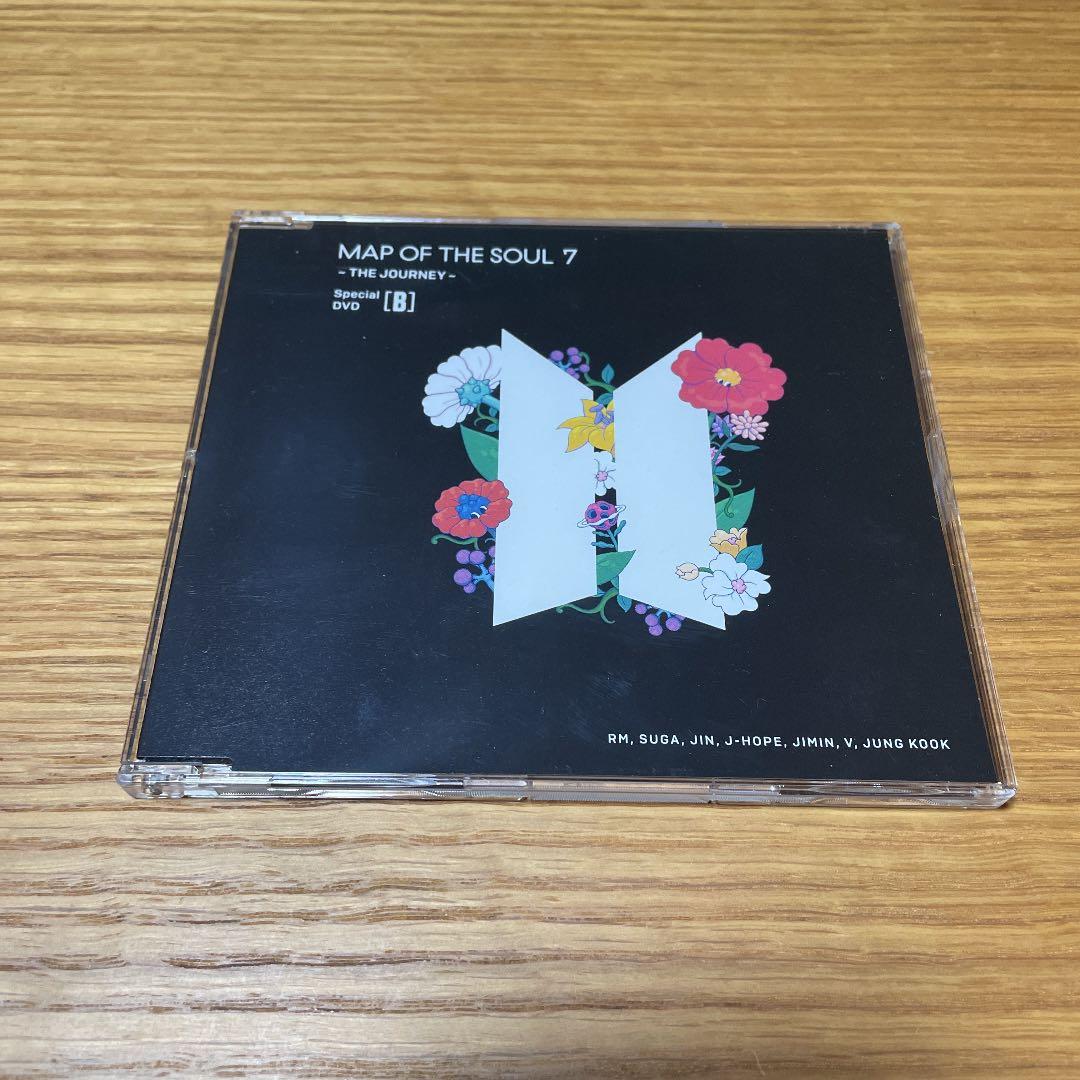 MAP OF THE SOUL 7
~ THE JOURNEY ~
Special [B]
DVD
RM, SUGA, JIN, J-HOPE, JIMIN, V, JUNG KOOK